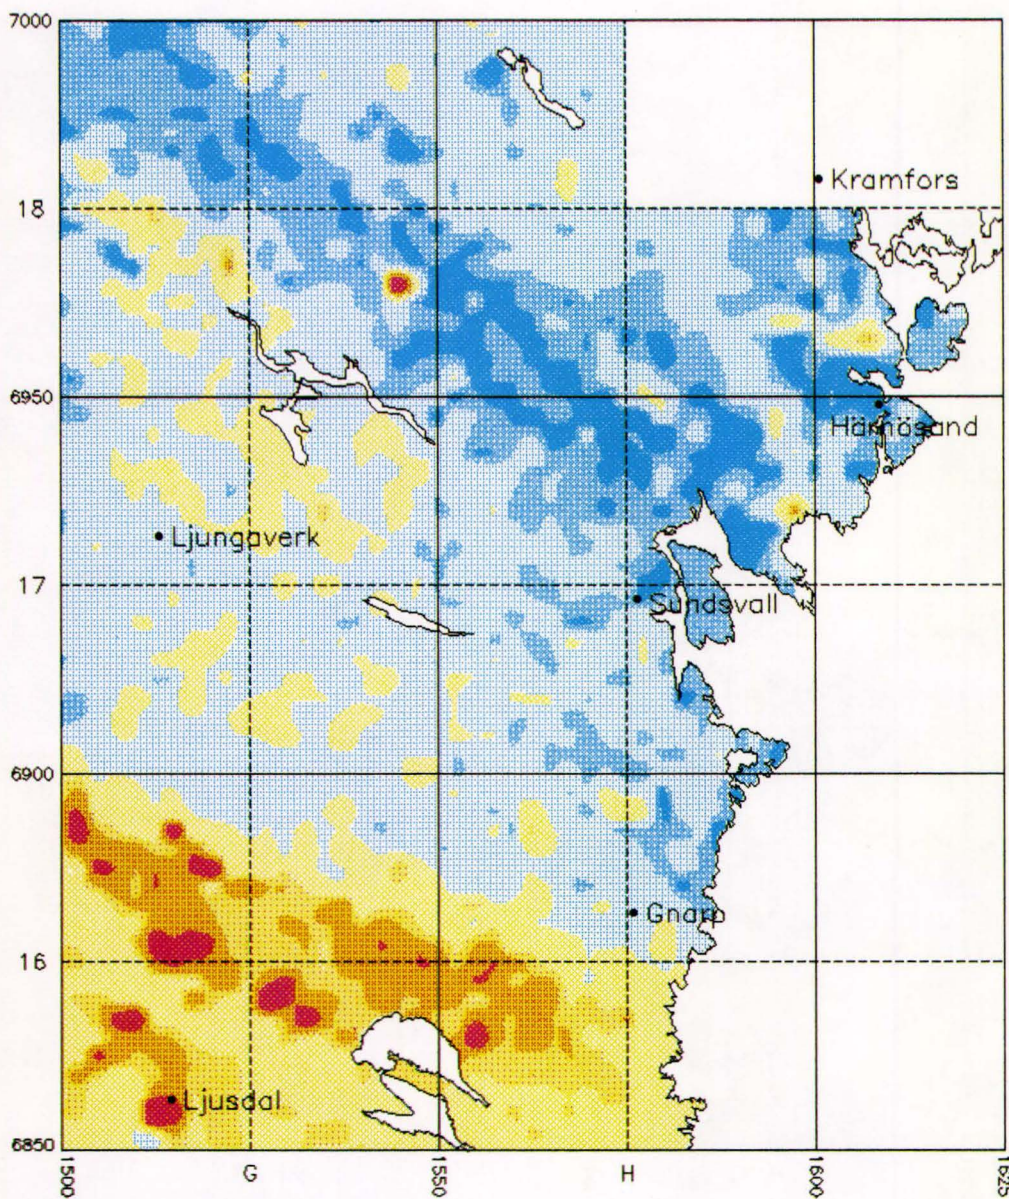 7000
Kramfors
18
6950
Härnösand
Ljungaverk
17
Sundsvall
6900
Gnarp
16
Ljusdal
6850
1500
G
1550
H
1600
1625